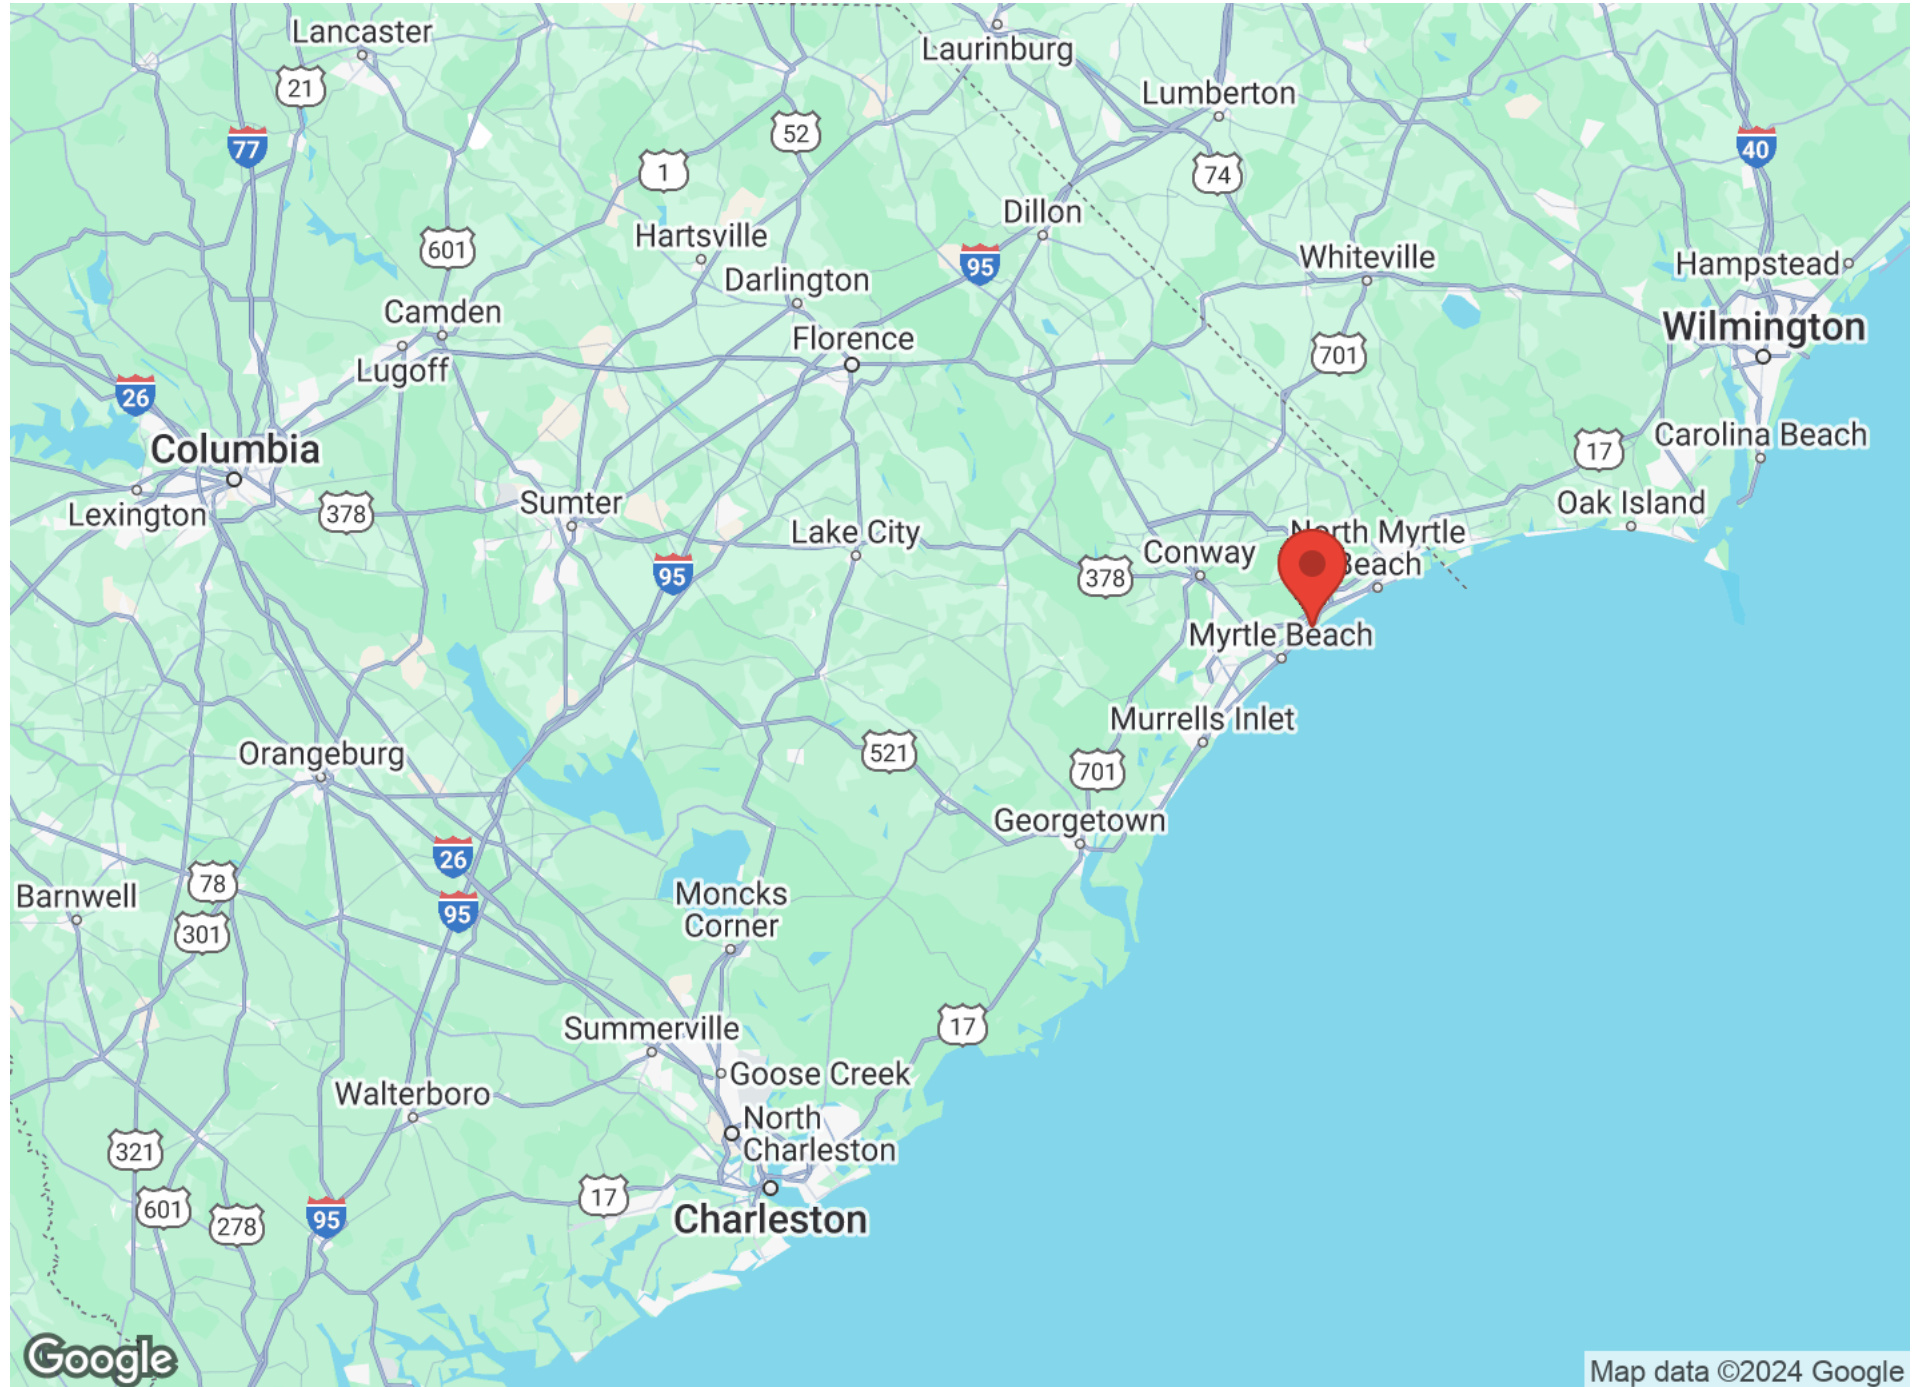 Lancaster
Laurinburg
21
Lumberton
52
77
40
1
74
Dillon
Hartsville
601
95
Whiteville
Hampstead
Darlington
Camden
Wilmington
Florence
701
Lugoff
26
Columbia
17
Carolina Beach
Sumter
Oak Island
Lexington
378
Lake City
North Myrtle
Beach
Conway
95
378
Myrtle Beach
Murrells Inlet
Orangeburg
521
701
Georgetown
26
78
Barnwell
Moncks
Corner
95
301
Summerville
17
Goose Creek
Walterboro
North
Charleston
321
17
601
278
95
Charleston
Google
Map data ©2024 Google